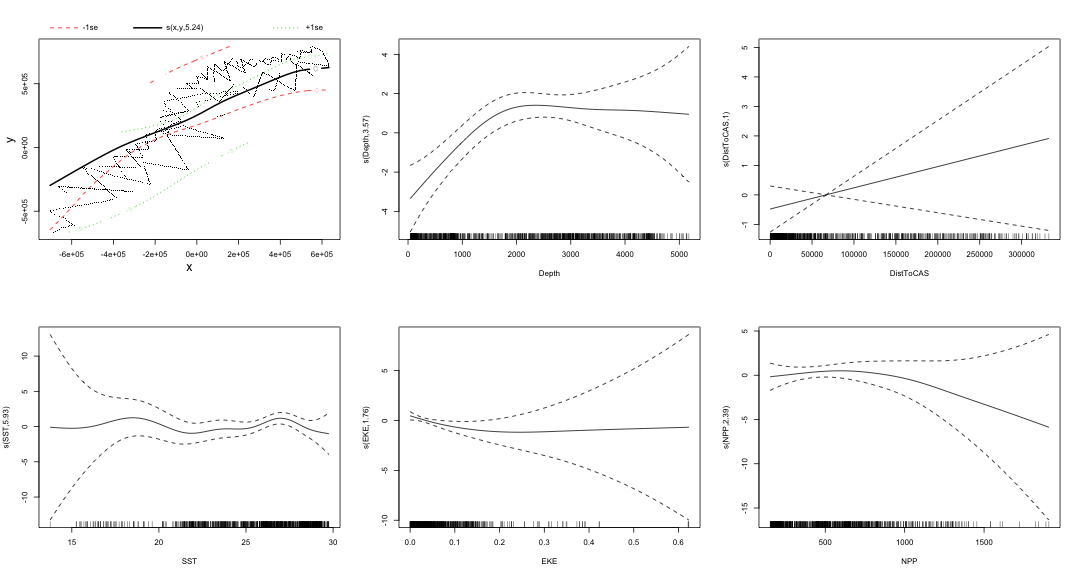 -1se s(x,y,5.24) +1se
y
-5e+05 0e+00 5e+05
-6e+05 -4e+05 -2e+05 0e+00 2e+05 4e+05 6e+05
x
s(Depth,3.57)
-4 -2 0 2 4
0 1000 2000 3000 4000 5000
Depth
s(DistToCAS,1)
-1 0 1 2 3 4 5
0 50000 100000 150000 200000 250000 300000
DistToCAS
s(SST,5.93)
-10 -5 0 5 10
15 20 25 30
SST
s(EKE,1.76)
-10 -5 0 5
0.0 0.1 0.2 0.3 0.4 0.5 0.6
EKE
s(NPP,2.39)
-15 -10 -5 0 5
500 1000 1500
NPP